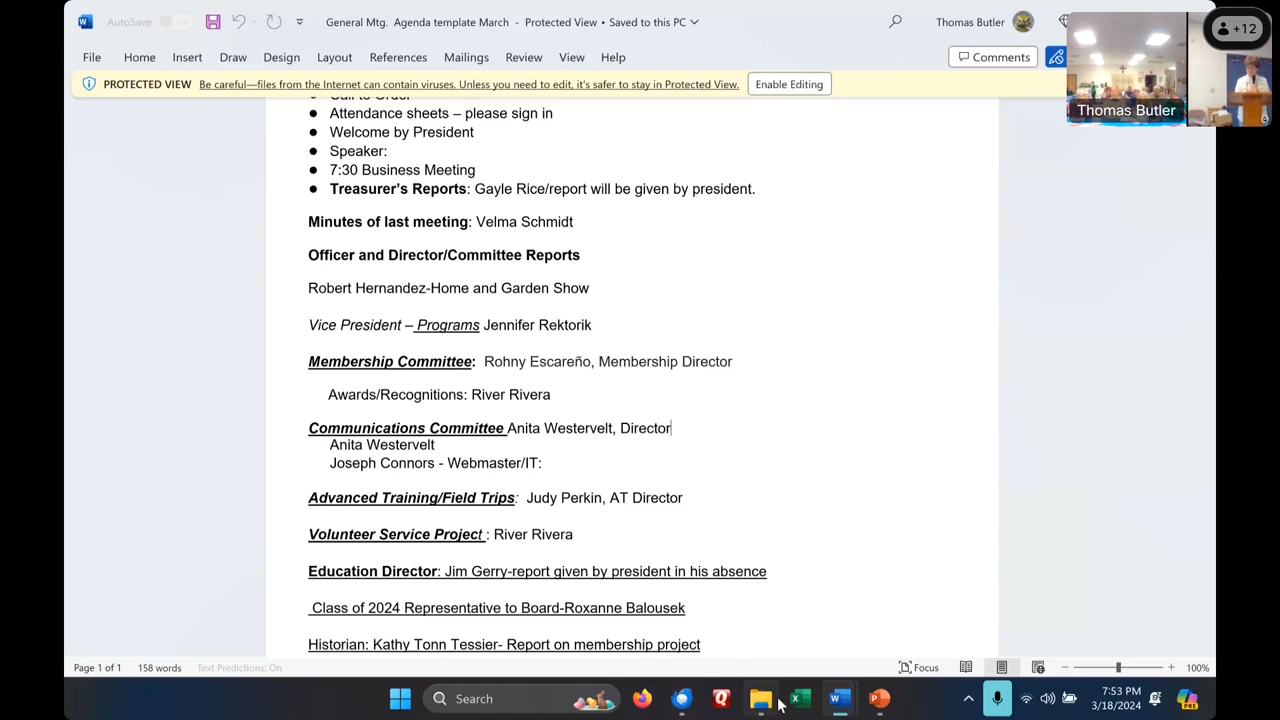 AutoSave
General Mtg. Agenda template March - Protected View • Saved to this PC
Thomas Butler
+12
File Home Insert Draw Design Layout References Mailings Review View Help
Comments
Thomas Butler
PROTECTED VIEW Be careful—files from the Internet can contain viruses. Unless you need to edit, it's safer to stay in Protected View. Enable Editing
● Call to Order
● Attendance sheets – please sign in
● Welcome by President
● Speaker:
● 7:30 Business Meeting
● Treasurer's Reports: Gayle Rice/report will be given by president.
Minutes of last meeting: Velma Schmidt
Officer and Director/Committee Reports
Robert Hernandez-Home and Garden Show
Vice President – Programs Jennifer Rektorik
Membership Committee: Rohny Escareño, Membership Director
Awards/Recognitions: River Rivera
Communications Committee Anita Westervelt, Director
Anita Westervelt
Joseph Connors - Webmaster/IT:
Advanced Training/Field Trips: Judy Perkin, AT Director
Volunteer Service Project : River Rivera
Education Director: Jim Gerry-report given by president in his absence
Class of 2024 Representative to Board-Roxanne Balousek
Historian: Kathy Tonn Tessier- Report on membership project
Page 1 of 1 158 words Text Predictions: On Focus 100%
Search
7:53 PM
3/18/2024
PRE